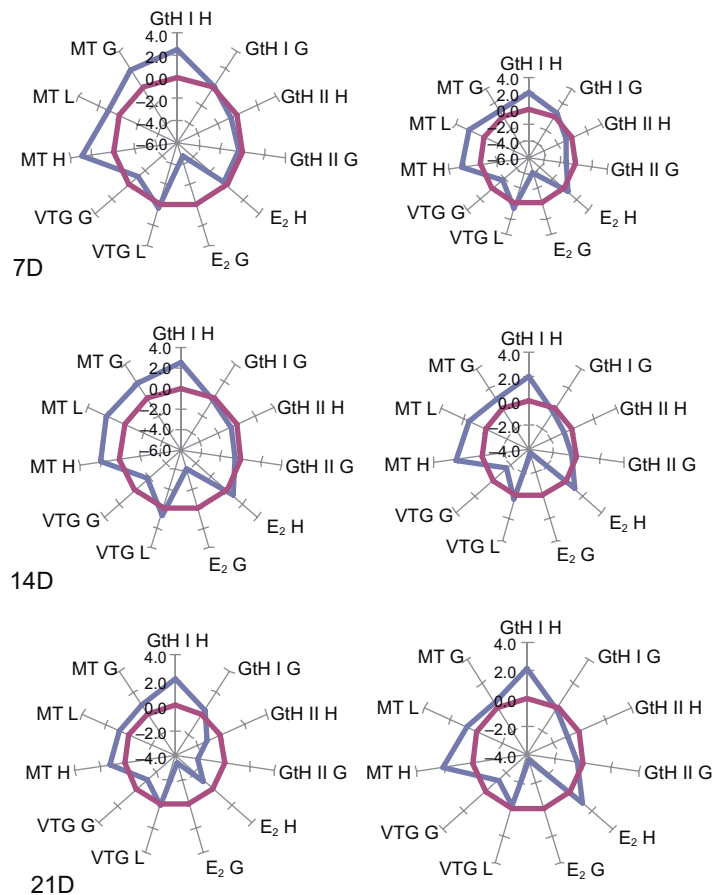 GtH I H
4.0
2.0
0.0
−2.0
−4.0
−6.0
GtH I G
GtH II H
GtH II G
E₂ H
E₂ G
VTG L
VTG G
MT H
MT L
MT G
7D
GtH I H
4.0
2.0
0.0
−2.0
−4.0
−6.0
GtH I G
GtH II H
GtH II G
E₂ H
E₂ G
VTG L
VTG G
MT H
MT L
MT G
GtH I H
4.0
2.0
0.0
−2.0
−4.0
−6.0
GtH I G
GtH II H
GtH II G
E₂ H
E₂ G
VTG L
VTG G
MT H
MT L
MT G
14D
GtH I H
4.0
2.0
0.0
−2.0
−4.0
GtH I G
GtH II H
GtH II G
E₂ H
E₂ G
VTG L
VTG G
MT H
MT L
MT G
GtH I H
4.0
2.0
0.0
−2.0
−4.0
GtH I G
GtH II H
GtH II G
E₂ H
E₂ G
VTG L
VTG G
MT H
MT L
MT G
21D
GtH I H
4.0
2.0
0.0
−2.0
−4.0
GtH I G
GtH II H
GtH II G
E₂ H
E₂ G
VTG L
VTG G
MT H
MT L
MT G